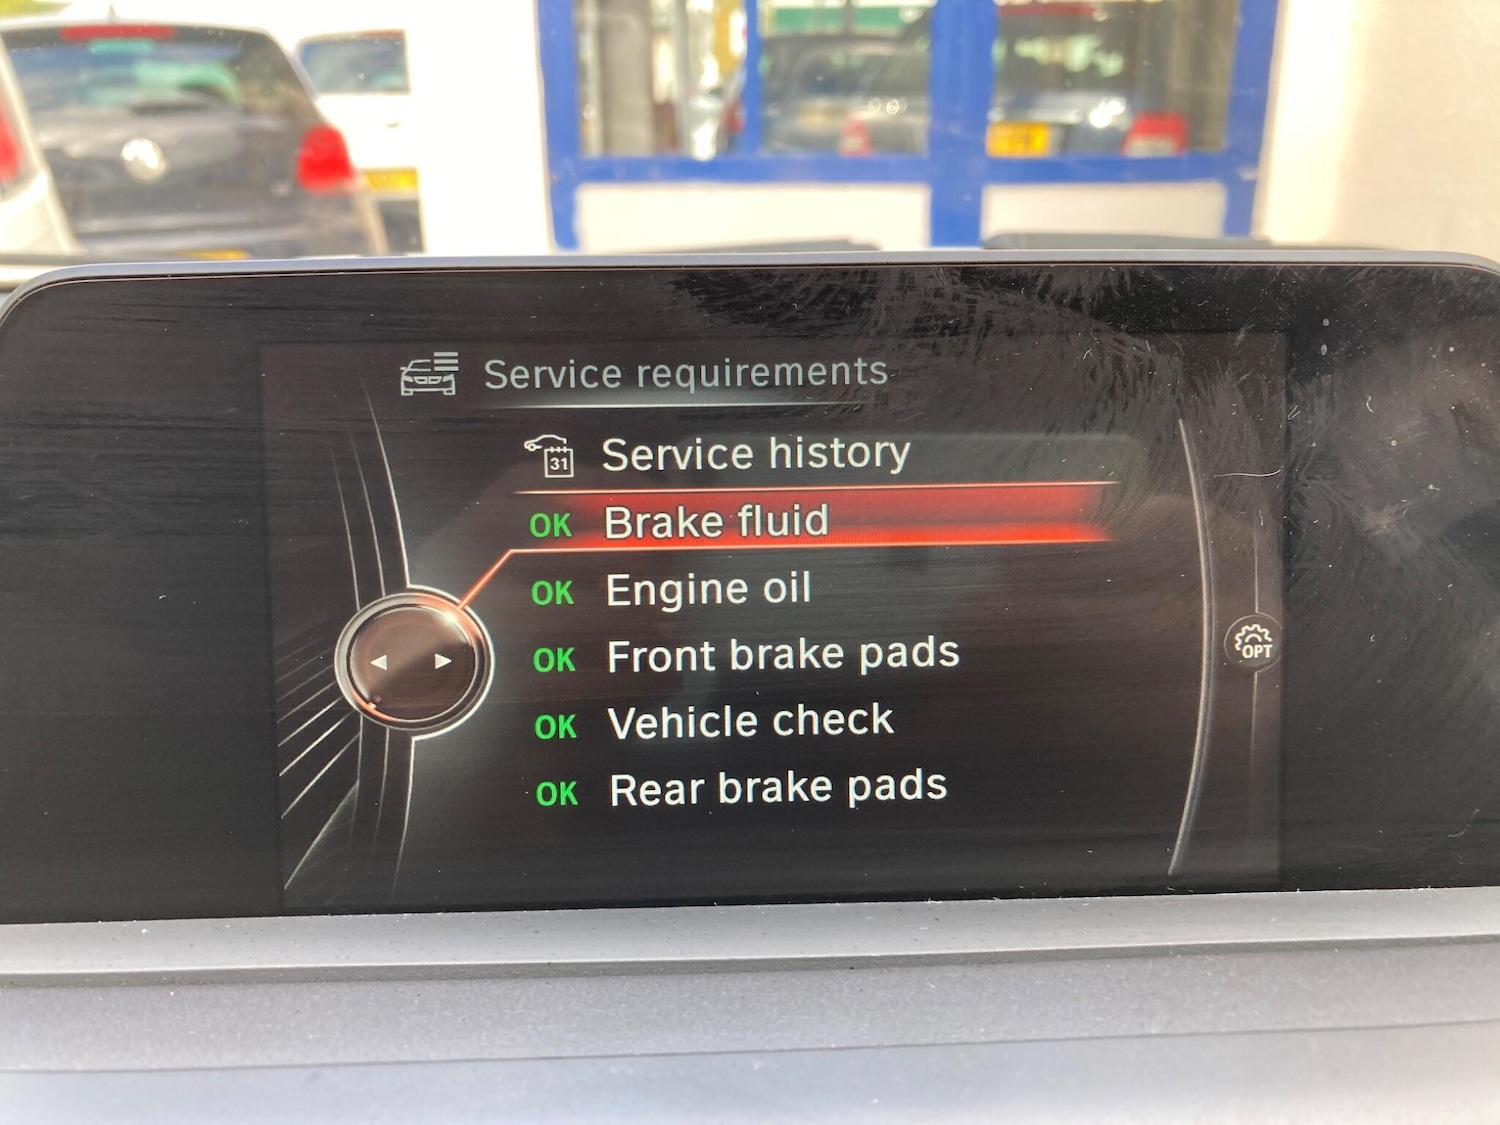 Service requirements
31 Service history
OK Brake fluid
OK Engine oil
OK Front brake pads
OK Vehicle check
OK Rear brake pads
OPT